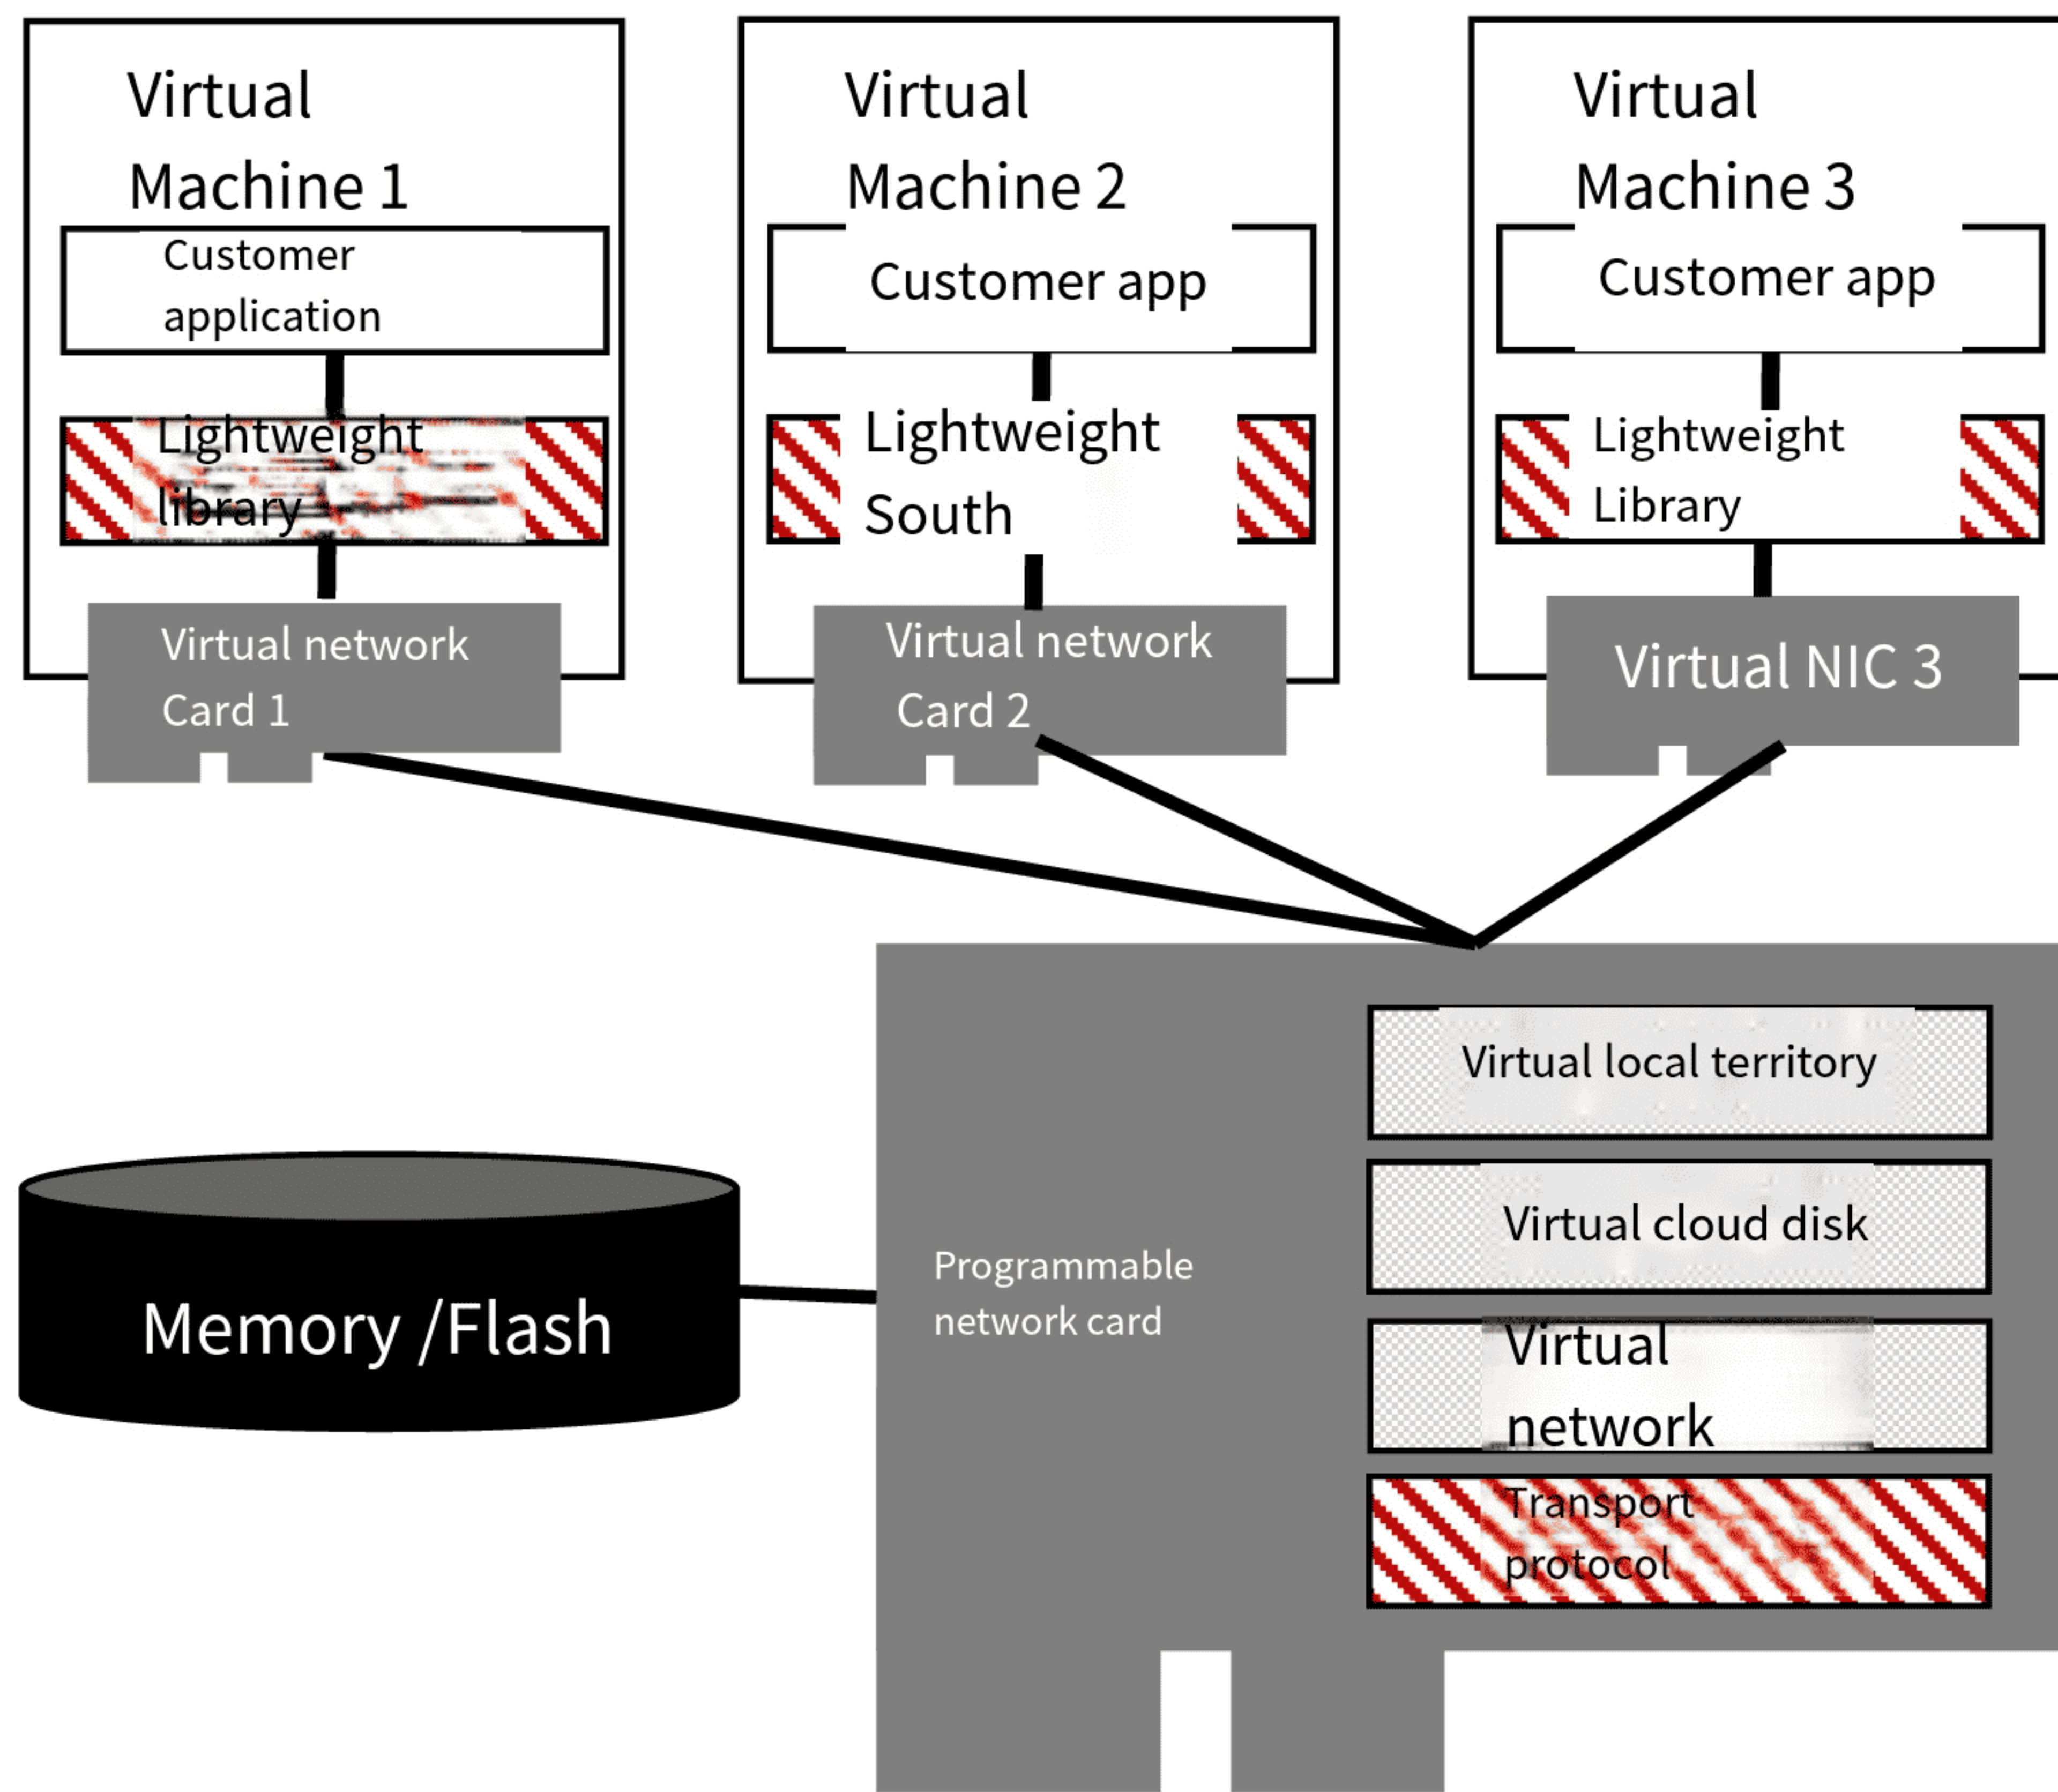 Virtual
Machine 1
Customer
application
Lightweight
library
Virtual network
Card 1
Virtual
Machine 2
Customer app
Lightweight
South
Virtual network
Card 2
Virtual
Machine 3
Customer app
Lightweight
Library
Virtual NIC 3
Memory /Flash
Programmable
network card
Virtual local territory
Virtual cloud disk
Virtual
network
Transport
protocol